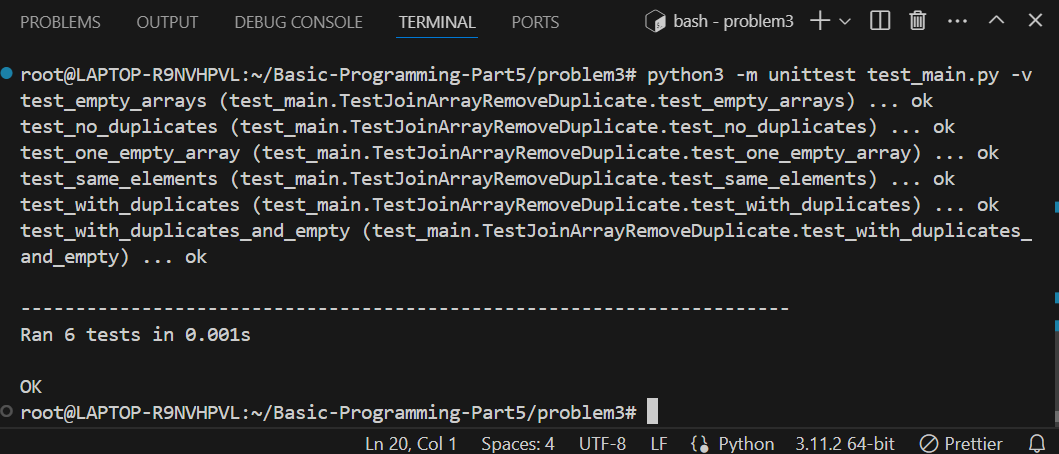 PROBLEMS OUTPUT DEBUG CONSOLE TERMINAL PORTS bash - problem3
root@LAPTOP-R9NVHPVL:~/Basic-Programming-Part5/problem3# python3 -m unittest test_main.py -v
test_empty_arrays (test_main.TestJoinArrayRemoveDuplicate.test_empty_arrays) ... ok
test_no_duplicates (test_main.TestJoinArrayRemoveDuplicate.test_no_duplicates) ... ok
test_one_empty_array (test_main.TestJoinArrayRemoveDuplicate.test_one_empty_array) ... ok
test_same_elements (test_main.TestJoinArrayRemoveDuplicate.test_same_elements) ... ok
test_with_duplicates (test_main.TestJoinArrayRemoveDuplicate.test_with_duplicates) ... ok
test_with_duplicates_and_empty (test_main.TestJoinArrayRemoveDuplicate.test_with_duplicates_
and_empty) ... ok
----------------------------------------------------------------------
Ran 6 tests in 0.001s
OK
root@LAPTOP-R9NVHPVL:~/Basic-Programming-Part5/problem3#
Ln 20, Col 1 Spaces: 4 UTF-8 LF Python 3.11.2 64-bit Prettier